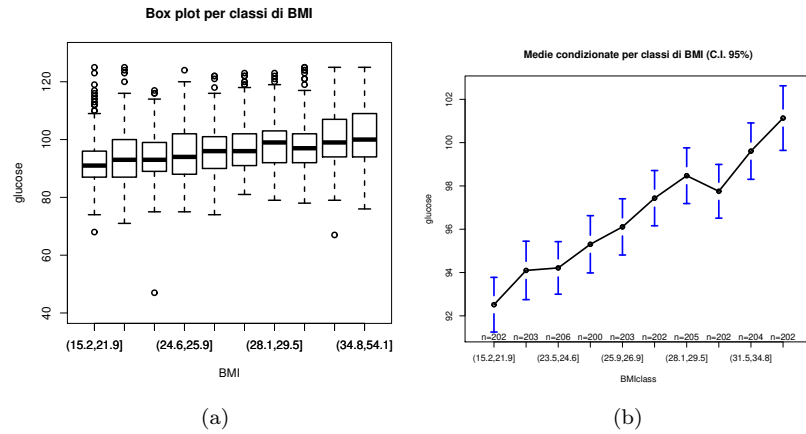 Box plot per classi di BMI
120
100
80
60
40
glucose
(15.2,21.9] (24.6,25.9] (28.1,29.5] (34.8,54.1]
BMI
(a)
Medie condizionate per classi di BMI (C.I. 95%)
102
100
98
96
94
92
glucose
n=202 n=203 n=206 n=200 n=203 n=202 n=205 n=202 n=204 n=202
(15.2,21.9] (23.5,24.6] (25.9,26.9] (28.1,29.5] (31.5,34.8]
BMIclass
(b)